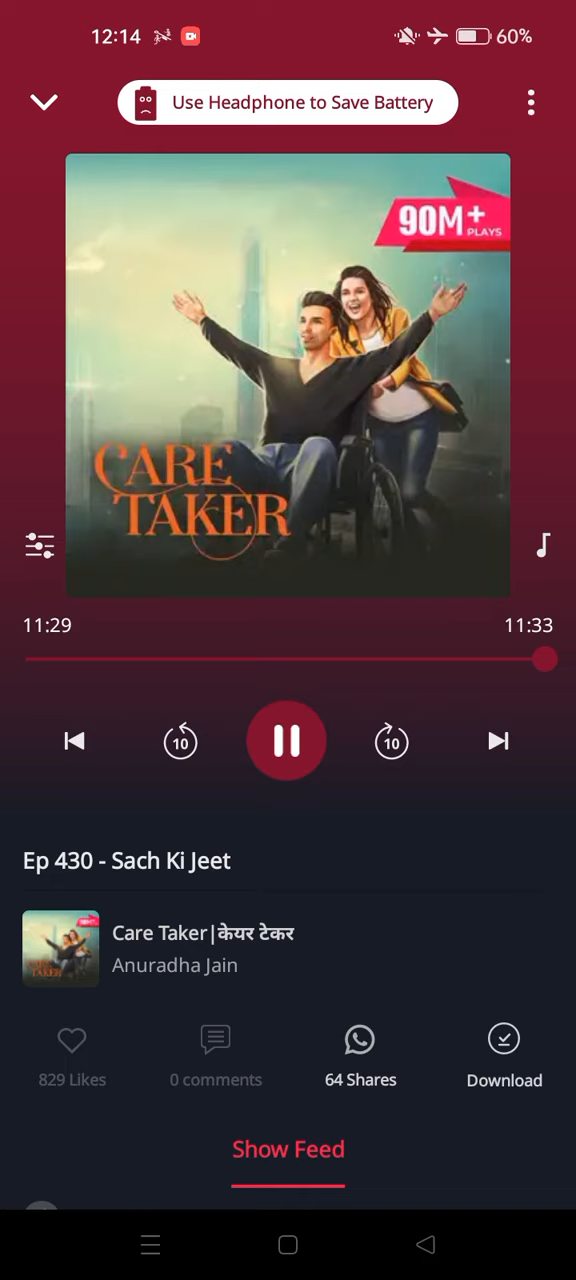 12:14
60%
Use Headphone to Save Battery
90M+
PLAYS
CARE
TAKER
11:29
11:33
10
10
Ep 430 - Sach Ki Jeet
Care Taker|केयर टेकर
Anuradha Jain
829 Likes
0 comments
64 Shares
Download
Show Feed